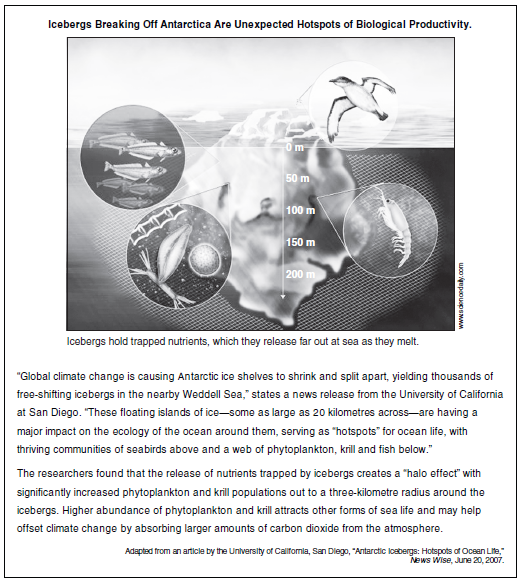 Icebergs Breaking Off Antarctica Are Unexpected Hotspots of Biological Productivity.
0 m
50 m
100 m
150 m
200 m
www.sciencedaily.com
Icebergs hold trapped nutrients, which they release far out at sea as they melt.
“Global climate change is causing Antarctic ice shelves to shrink and split apart, yielding thousands of
free-shifting icebergs in the nearby Weddell Sea,” states a news release from the University of California
at San Diego. “These floating islands of ice—some as large as 20 kilometres across—are having a
major impact on the ecology of the ocean around them, serving as “hotspots” for ocean life, with
thriving communities of seabirds above and a web of phytoplankton, krill and fish below.”
The researchers found that the release of nutrients trapped by icebergs creates a “halo effect” with
significantly increased phytoplankton and krill populations out to a three-kilometre radius around the
icebergs. Higher abundance of phytoplankton and krill attracts other forms of sea life and may help
offset climate change by absorbing larger amounts of carbon dioxide from the atmosphere.
Adapted from an article by the University of California, San Diego, “Antarctic Icebergs: Hotspots of Ocean Life,”
News Wise, June 20, 2007.